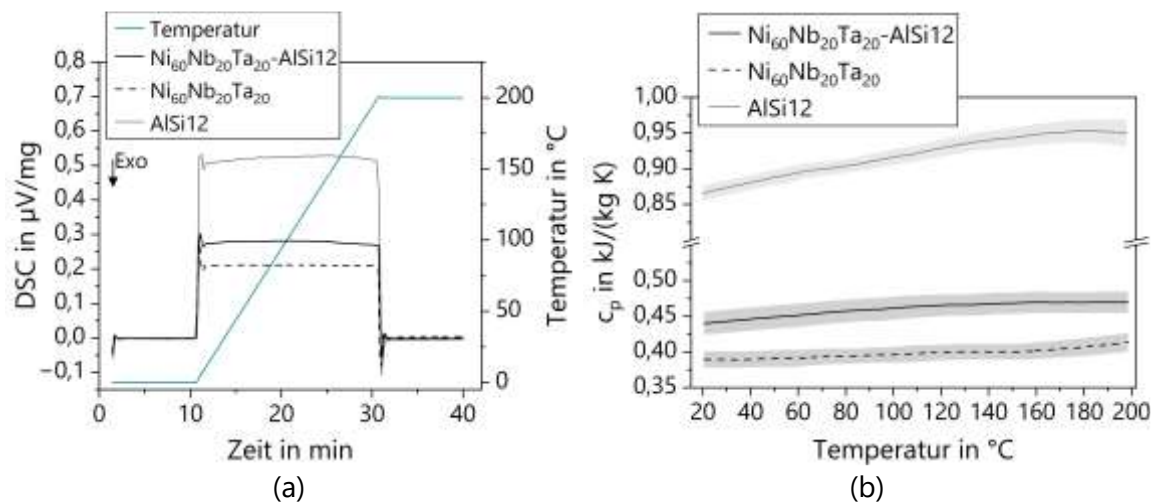 Temperatur
Ni60Nb20Ta20-AlSi12
Ni60Nb20Ta20
AlSi12
0,8
0,7
0,6
0,5
0,4
0,3
0,2
0,1
0,0
−0,1
DSC in µV/mg
Exo
200
150
100
50
0
Temperatur in °C
0
10
20
30
40
Zeit in min
(a)
Ni60Nb20Ta20-AlSi12
Ni60Nb20Ta20
AlSi12
1,00
0,95
0,90
0,85
0,50
0,45
0,40
0,35
cp in kJ/(kg K)
20
40
60
80
100
120
140
160
180
200
Temperatur in °C
(b)